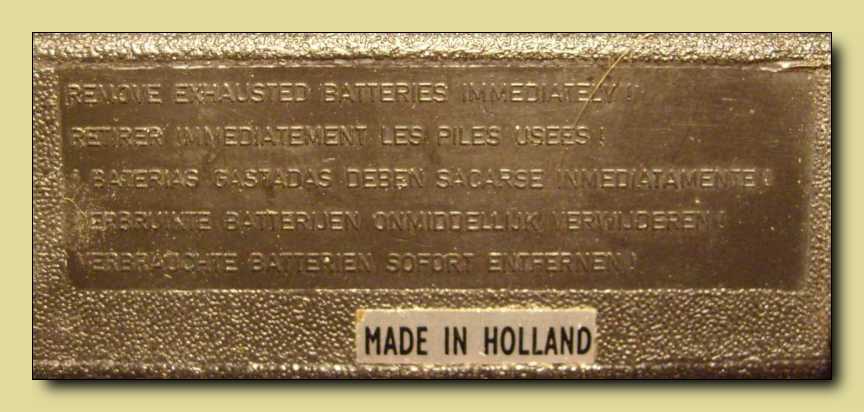 REMOVE EXHAUSTED BATTERIES IMMEDIATELY !
RETIRER IMMEDIATEMENT LES PILES USEES !
¡ BATERIAS GASTADAS DEBEN SACARSE INMEDIATAMENTE !
VERBRUIKTE BATTERIJEN ONMIDDELLIJK VERWIJDEREN !
VERBRAUCHTE BATTERIEN SOFORT ENTFERNEN !
MADE IN HOLLAND